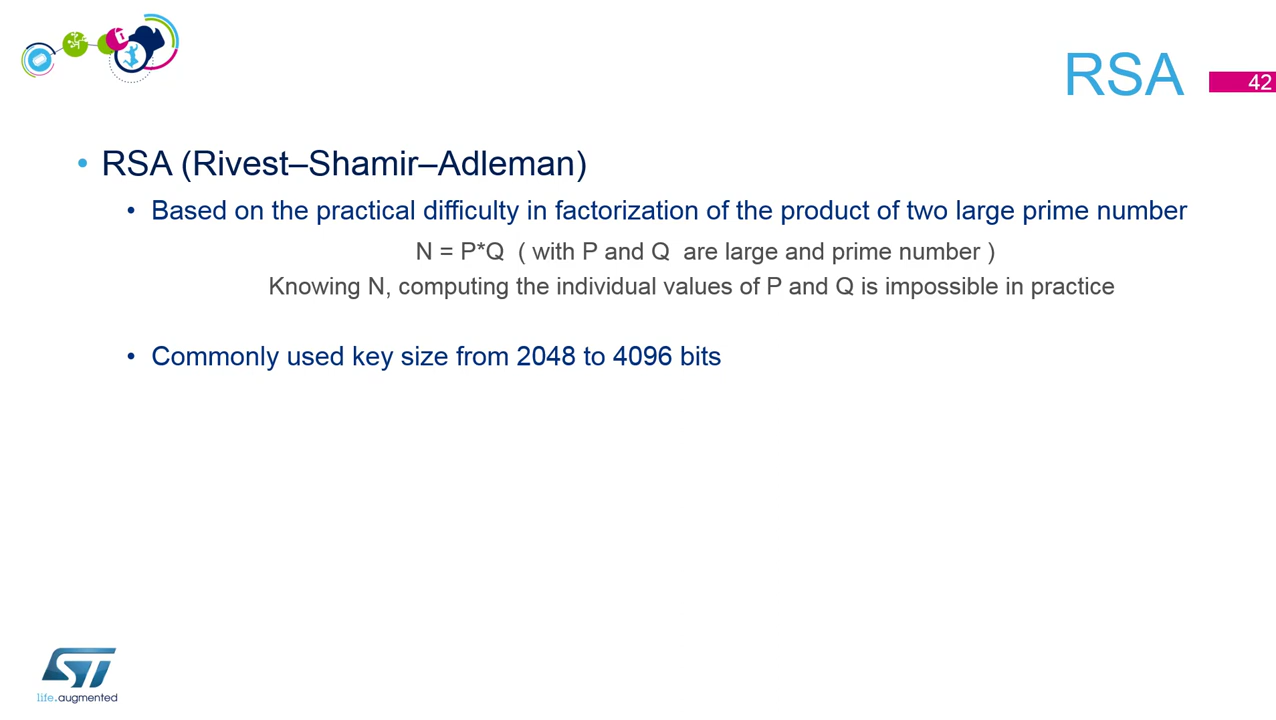 RSA
42
• RSA (Rivest–Shamir–Adleman)
• Based on the practical difficulty in factorization of the product of two large prime number
N = P*Q ( with P and Q are large and prime number )
Knowing N, computing the individual values of P and Q is impossible in practice
• Commonly used key size from 2048 to 4096 bits
ST
life.augmented